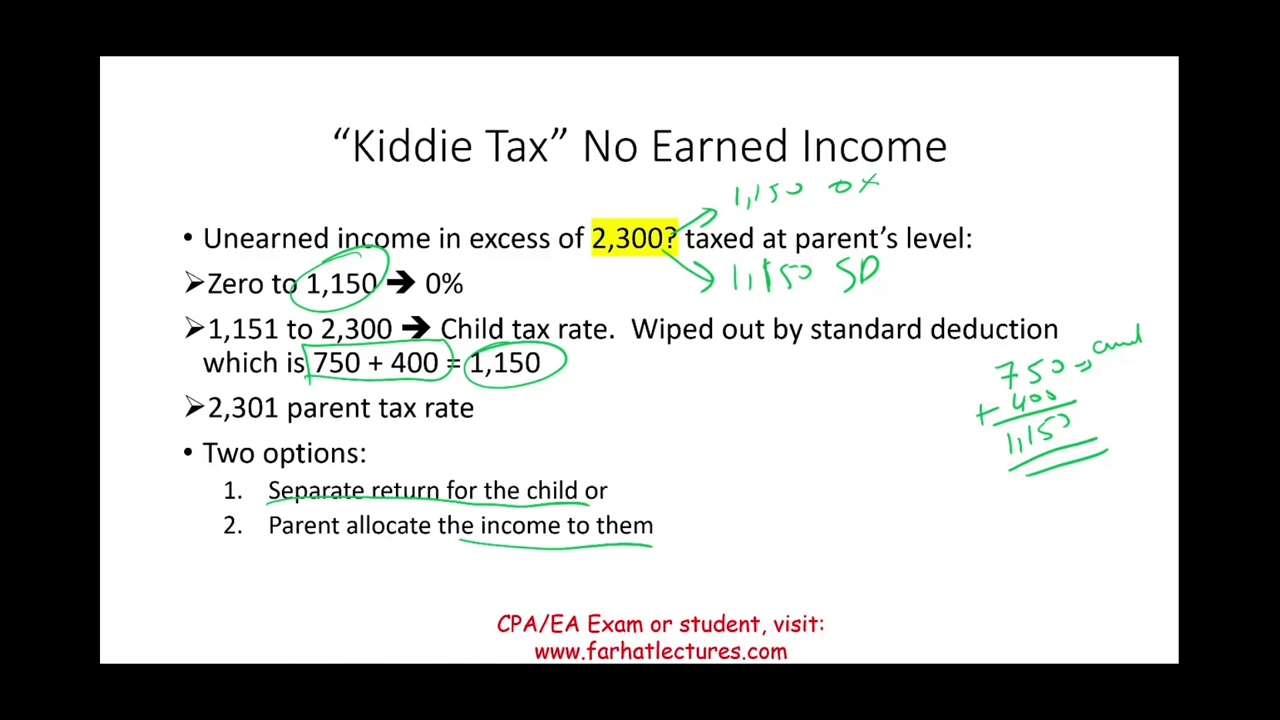 “Kiddie Tax” No Earned Income
1,150 0%
• Unearned income in excess of 2,300? taxed at parent’s level:
1,150 SD
➢Zero to 1,150 ➔ 0%
➢1,151 to 2,300 ➔ Child tax rate. Wiped out by standard deduction
which is 750 + 400 = 1,150
750
+ 400
1,150
➢2,301 parent tax rate
• Two options:
1. Separate return for the child or
2. Parent allocate the income to them
CPA/EA Exam or student, visit:
www.farhatlectures.com